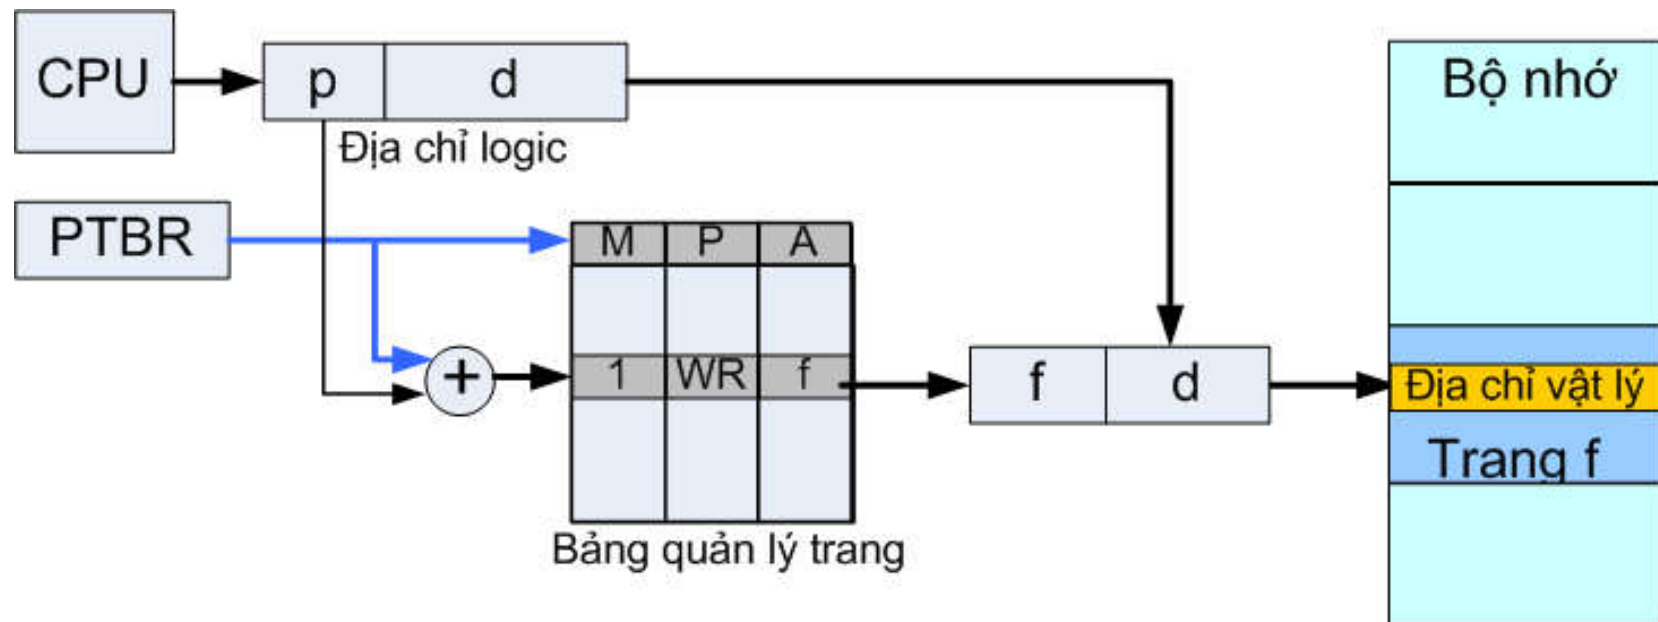 CPU
p d
Địa chỉ logic
Bộ nhớ
PTBR
M P A
+
1 WR f
f d
Địa chỉ vật lý
Trang f
Bảng quản lý trang